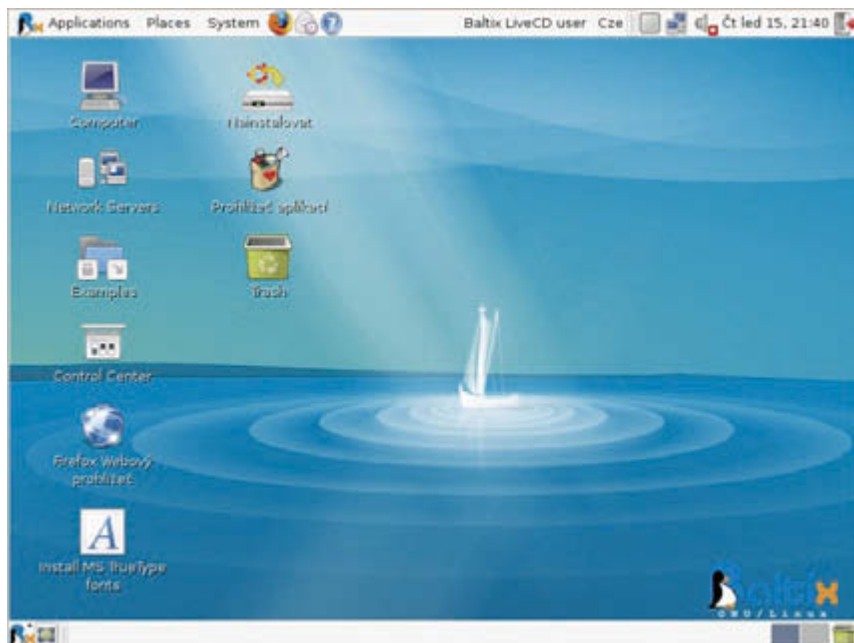 Applications Places System Baltix LiveCD user Cze Čt led 15, 21:40
Computer
Nainstalovat
Network Servers
Prohlížeč aplikací
Examples
Trash
Control Center
Firefox Webový
prohlížeč
A
Install MS TrueType
fonts
Baltix
GNU/Linux